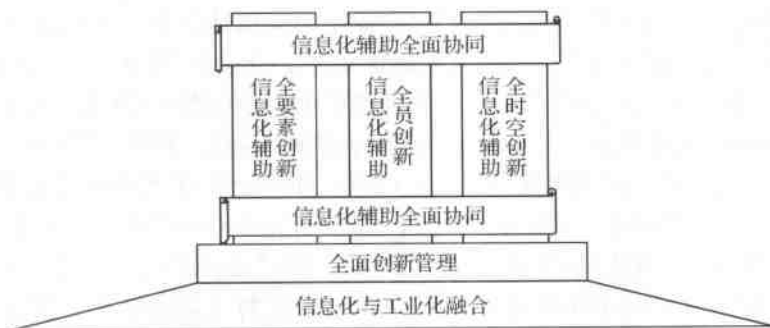 信息化辅助全面协同
信息化辅助
全要素创新
信息化辅助
全员创新
信息化辅助
全时空创新
信息化辅助全面协同
全面创新管理
信息化与工业化融合